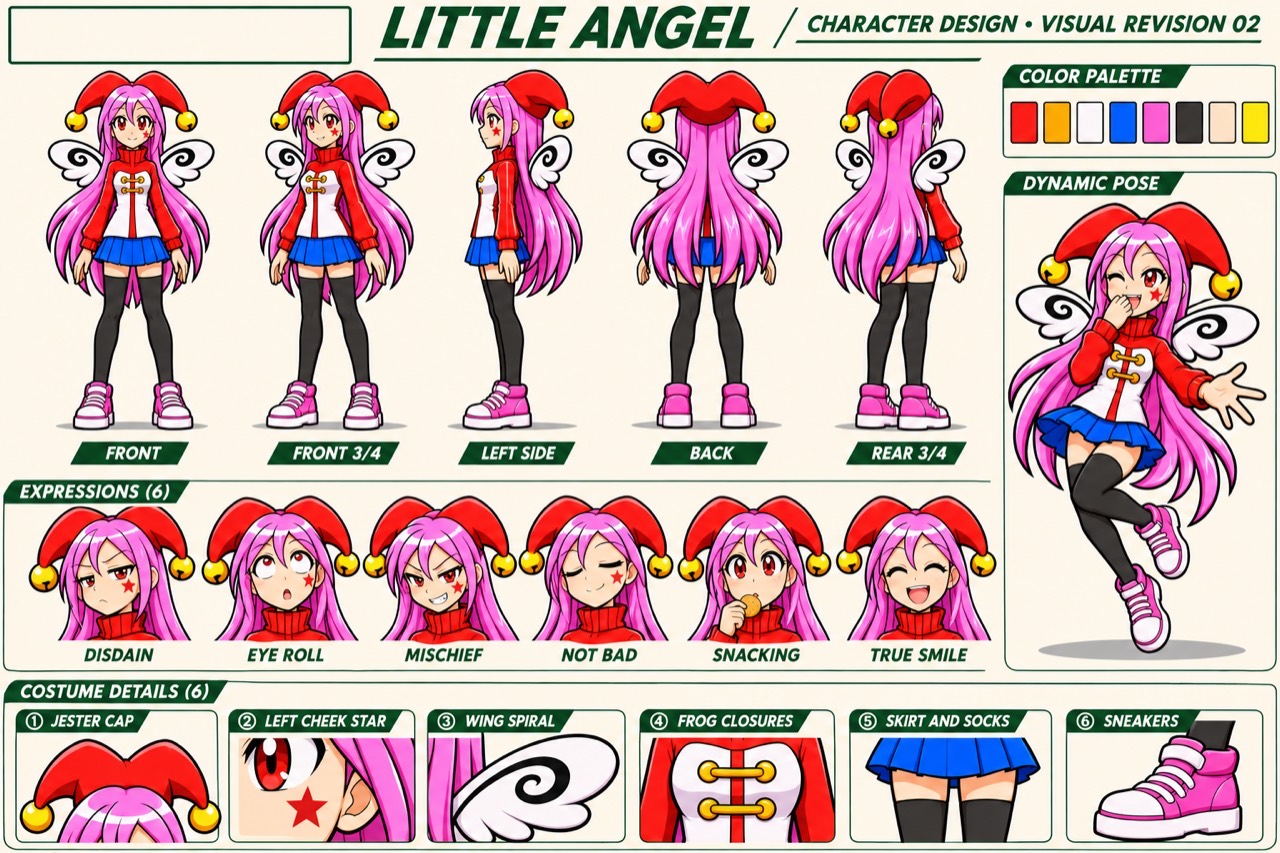 LITTLE ANGEL / CHARACTER DESIGN • VISUAL REVISION 02
COLOR PALETTE
DYNAMIC POSE
FRONT
FRONT 3/4
LEFT SIDE
BACK
REAR 3/4
EXPRESSIONS (6)
DISDAIN
EYE ROLL
MISCHIEF
NOT BAD
SNACKING
TRUE SMILE
COSTUME DETAILS (6)
① JESTER CAP
② LEFT CHEEK STAR
③ WING SPIRAL
④ FROG CLOSURES
⑤ SKIRT AND SOCKS
⑥ SNEAKERS